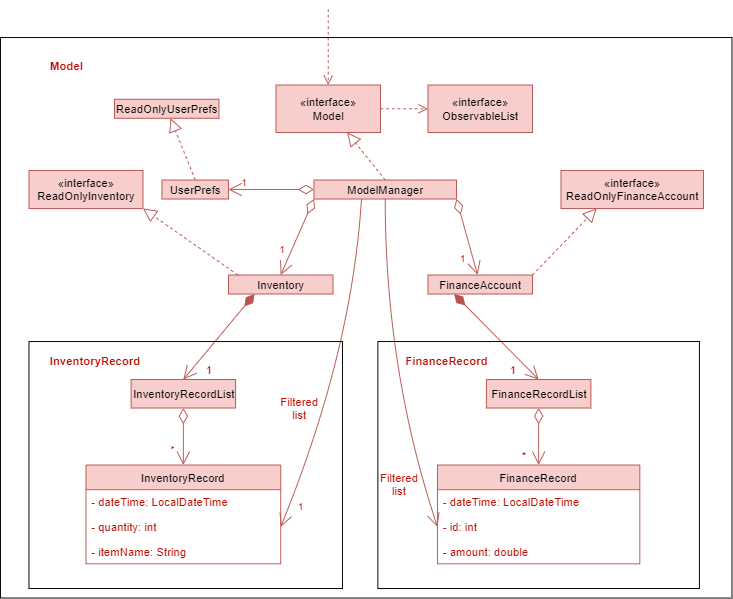 Model
ReadOnlyUserPrefs
«interface»
Model
«interface»
ObservableList
«interface»
ReadOnlyInventory
UserPrefs
1
ModelManager
«interface»
ReadOnlyFinanceAccount
1
1
Inventory
FinanceAccount
InventoryRecord
1
FinanceRecord
1
InventoryRecordList
Filtered
list
FinanceRecordList
*
*
InventoryRecord
- dateTime: LocalDateTime
- quantity: int
- itemName: String
1
Filtered
list
FinanceRecord
- dateTime: LocalDateTime
- id: int
- amount: double